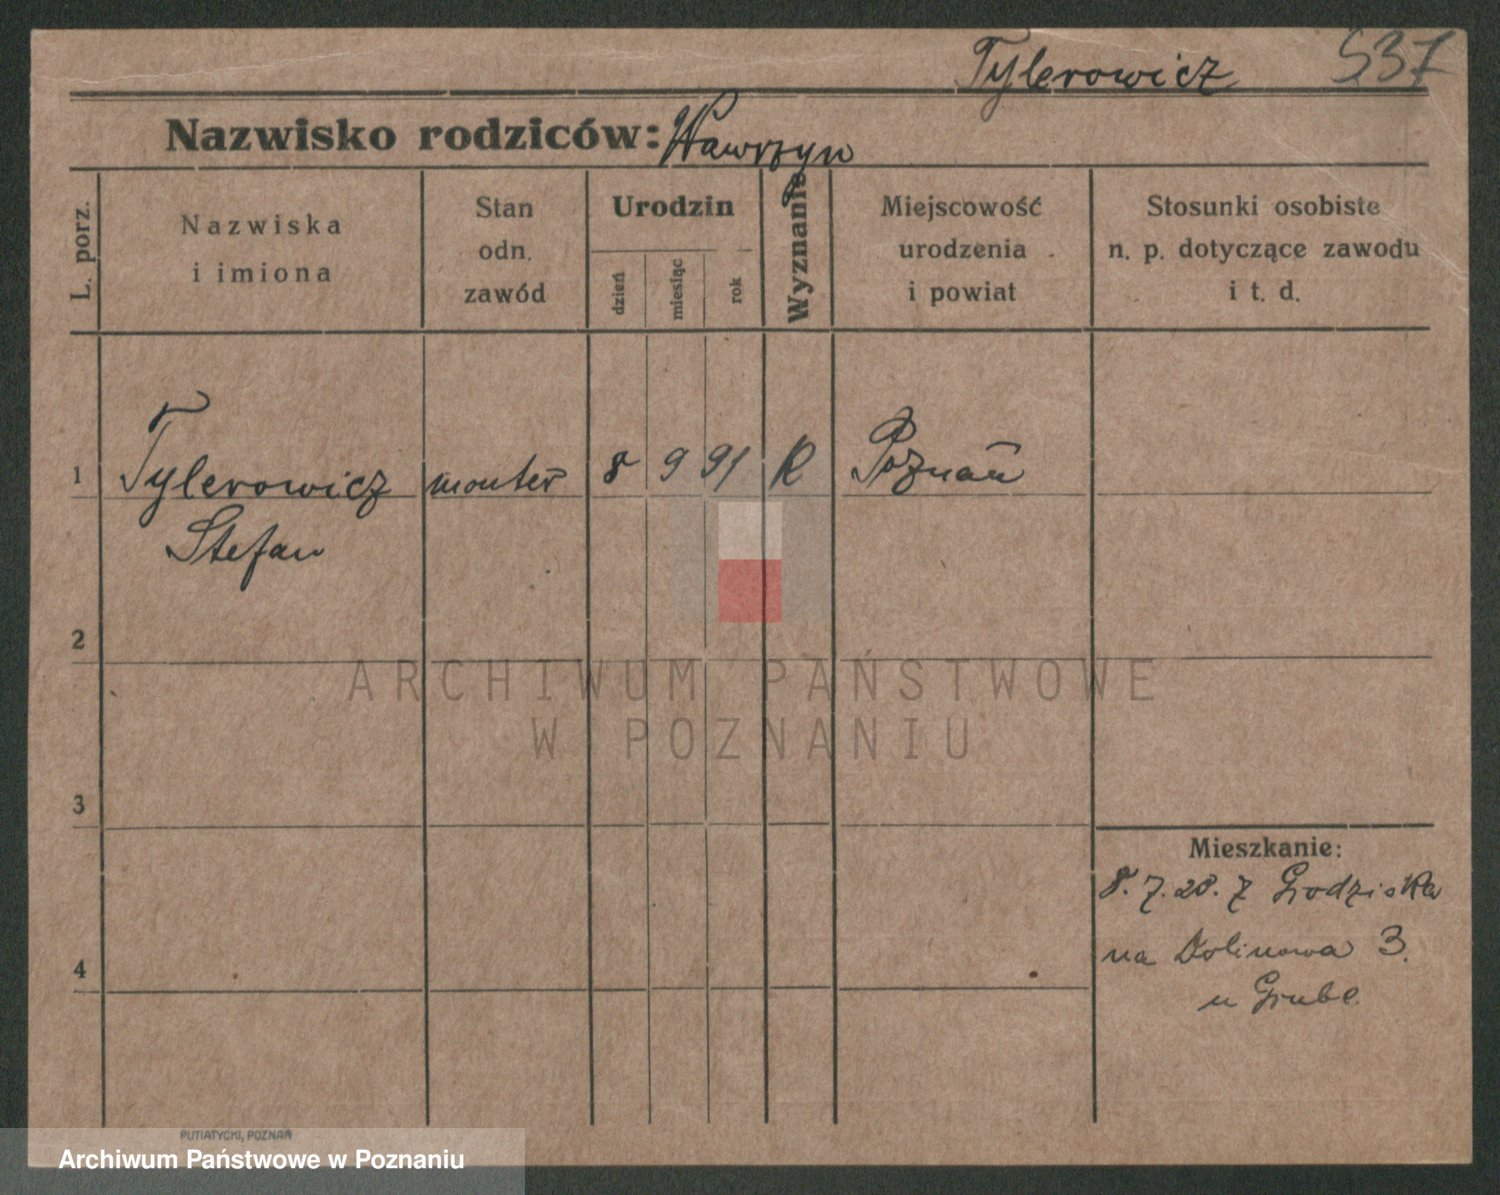 Tylerowicz 537
Nazwisko rodziców: Wawrzyn
L. porz.
Nazwiska
i imiona
Stan
odn.
zawód
Urodzin
dzień
miesiąc
rok
Wyznanie
Miejscowość
urodzenia
i powiat
Stosunki osobiste
n. p. dotyczące zawodu
i t. d.
1 Tylerowicz monter 8 9 91 R Poznań
Stefan
2
ARCHIWUM PAŃSTWOWE
W POZNANIU
3
Mieszkanie:
8. 7. 28. z Grodziska
4 na Dolinowa 3.
u Grube.
PUTIATYCKI, POZNAŃ
Archiwum Państwowe w Poznaniu